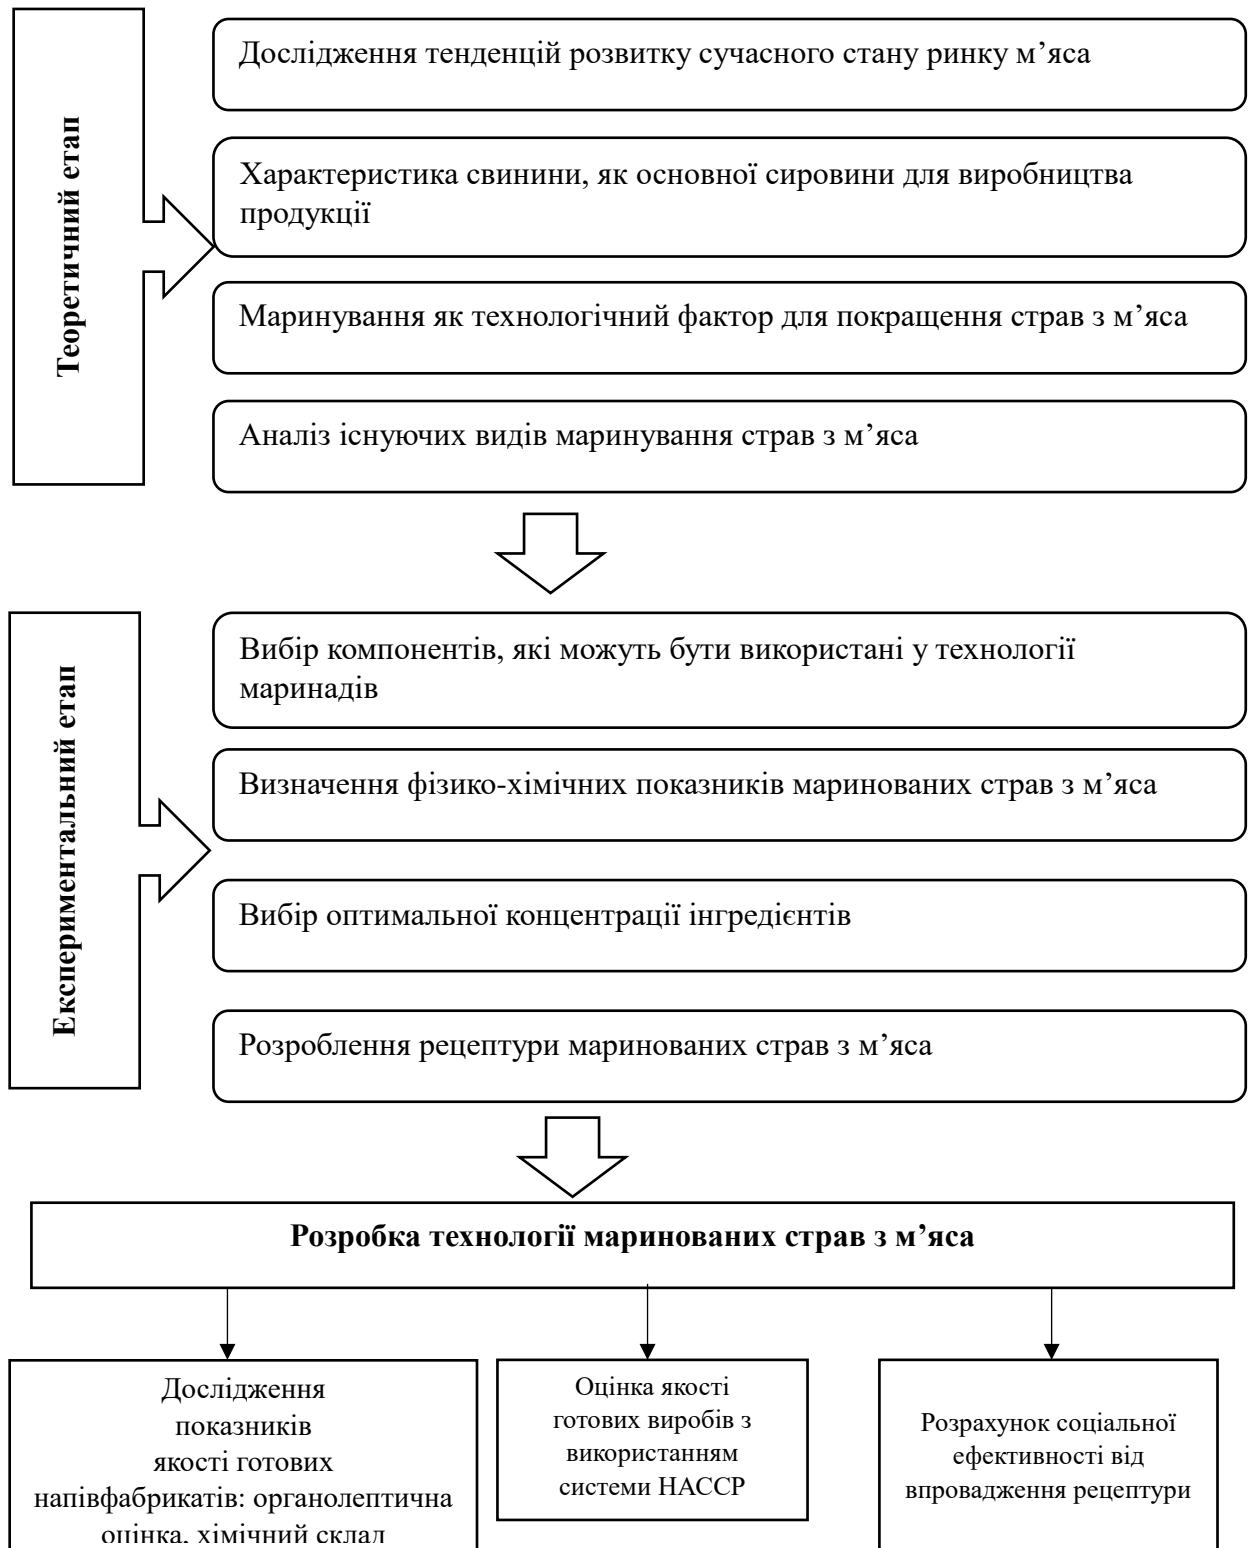 Теоретичний етап
Дослідження тенденцій розвитку сучасного стану ринку м’яса
Характеристика свинини, як основної сировини для виробництва
продукції
Маринування як технологічний фактор для покращення страв з м’яса
Аналіз існуючих видів маринування страв з м’яса
Експериментальний етап
Вибір компонентів, які можуть бути використані у технології
маринадів
Визначення фізико-хімічних показників маринованих страв з м’яса
Вибір оптимальної концентрації інгредієнтів
Розроблення рецептури маринованих страв з м’яса
Розробка технології маринованих страв з м’яса
Дослідження
показників
якості готових
напівфабрикатів: органолептична
оцінка, хімічний склад
Оцінка якості
готових виробів з
використанням
системи НАССР
Розрахунок соціальної
ефективності від
впровадження рецептури